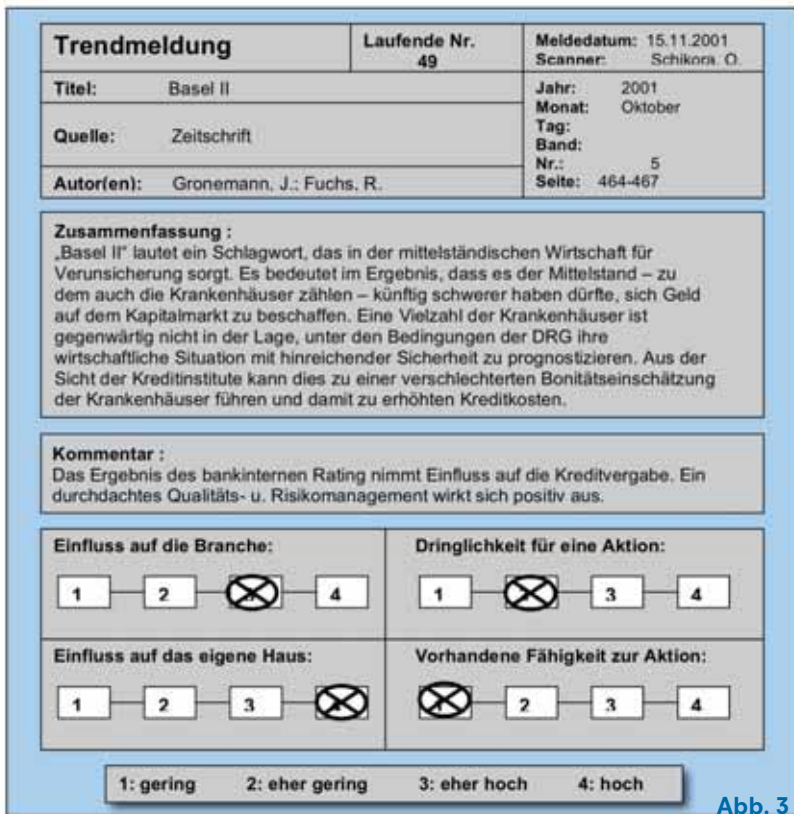 Trendmeldung
Laufende Nr.
49
Meldedatum: 15.11.2001
Scanner: Schikora, O.
Titel: Basel II
Quelle: Zeitschrift
Autor(en): Gronemann, J.; Fuchs, R.
Jahr: 2001
Monat: Oktober
Tag:
Band:
Nr.: 5
Seite: 464-467
Zusammenfassung :
„Basel II“ lautet ein Schlagwort, das in der mittelständischen Wirtschaft für
Verunsicherung sorgt. Es bedeutet im Ergebnis, dass es der Mittelstand – zu
dem auch die Krankenhäuser zählen – künftig schwerer haben dürfte, sich Geld
auf dem Kapitalmarkt zu beschaffen. Eine Vielzahl der Krankenhäuser ist
gegenwärtig nicht in der Lage, unter den Bedingungen der DRG ihre
wirtschaftliche Situation mit hinreichender Sicherheit zu prognostizieren. Aus der
Sicht der Kreditinstitute kann dies zu einer verschlechterten Bonitätseinschätzung
der Krankenhäuser führen und damit zu erhöhten Kreditkosten.
Kommentar :
Das Ergebnis des bankinternen Rating nimmt Einfluss auf die Kreditvergabe. Ein
durchdachtes Qualitäts- u. Risikomanagement wirkt sich positiv aus.
Einfluss auf die Branche:
1 2 3 4
Dringlichkeit für eine Aktion:
1 2 3 4
Einfluss auf das eigene Haus:
1 2 3 4
Vorhandene Fähigkeit zur Aktion:
1 2 3 4
1: gering 2: eher gering 3: eher hoch 4: hoch
Abb. 3